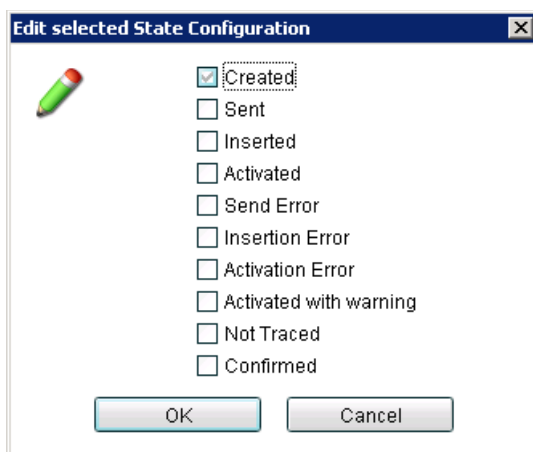 Edit selected State Configuration
Created
Sent
Inserted
Activated
Send Error
Insertion Error
Activation Error
Activated with warning
Not Traced
Confirmed
OK Cancel